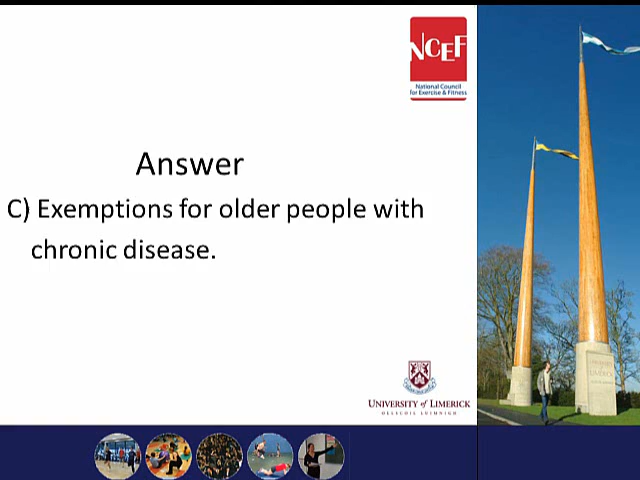 NCEF
National Council
for Exercise & Fitness
Answer
C) Exemptions for older people with
chronic disease.
UNIVERSITY of LIMERICK
OLLSCOIL LUIMNIGH